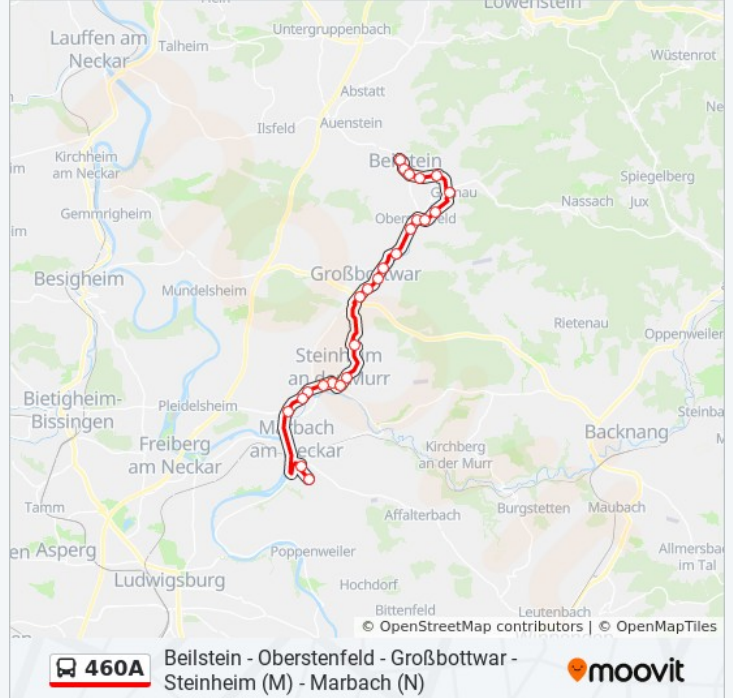 Löwenstein
Lauffen am
Neckar
Talheim
Untergruppenbach
Wüstenrot
Abstatt
Ilsfeld
Auenstein
Kirchheim
am Neckar
Beilstein
Spiegelberg
Nassach
Jux
Gemmrigheim
Gronau
Oberstenfeld
Besigheim
Mundelsheim
Großbottwar
Rietenau
Oppenweiler
Steinheim
an der Murr
Bietigheim-
Bissingen
Pleidelsheim
Marbach
am Neckar
Freiberg
am Neckar
Kirchberg
an der Murr
Backnang
Tamm
Affalterbach
Burgstetten
Maubach
Asperg
Poppenweiler
Allmersba
im Tal
Ludwigsburg
Hochdorf
Bittenfeld
Leutenbach
© OpenStreetMap contributors | © OpenMapTiles
460A
Beilstein - Oberstenfeld - Großbottwar -
Steinheim (M) - Marbach (N)
moovit